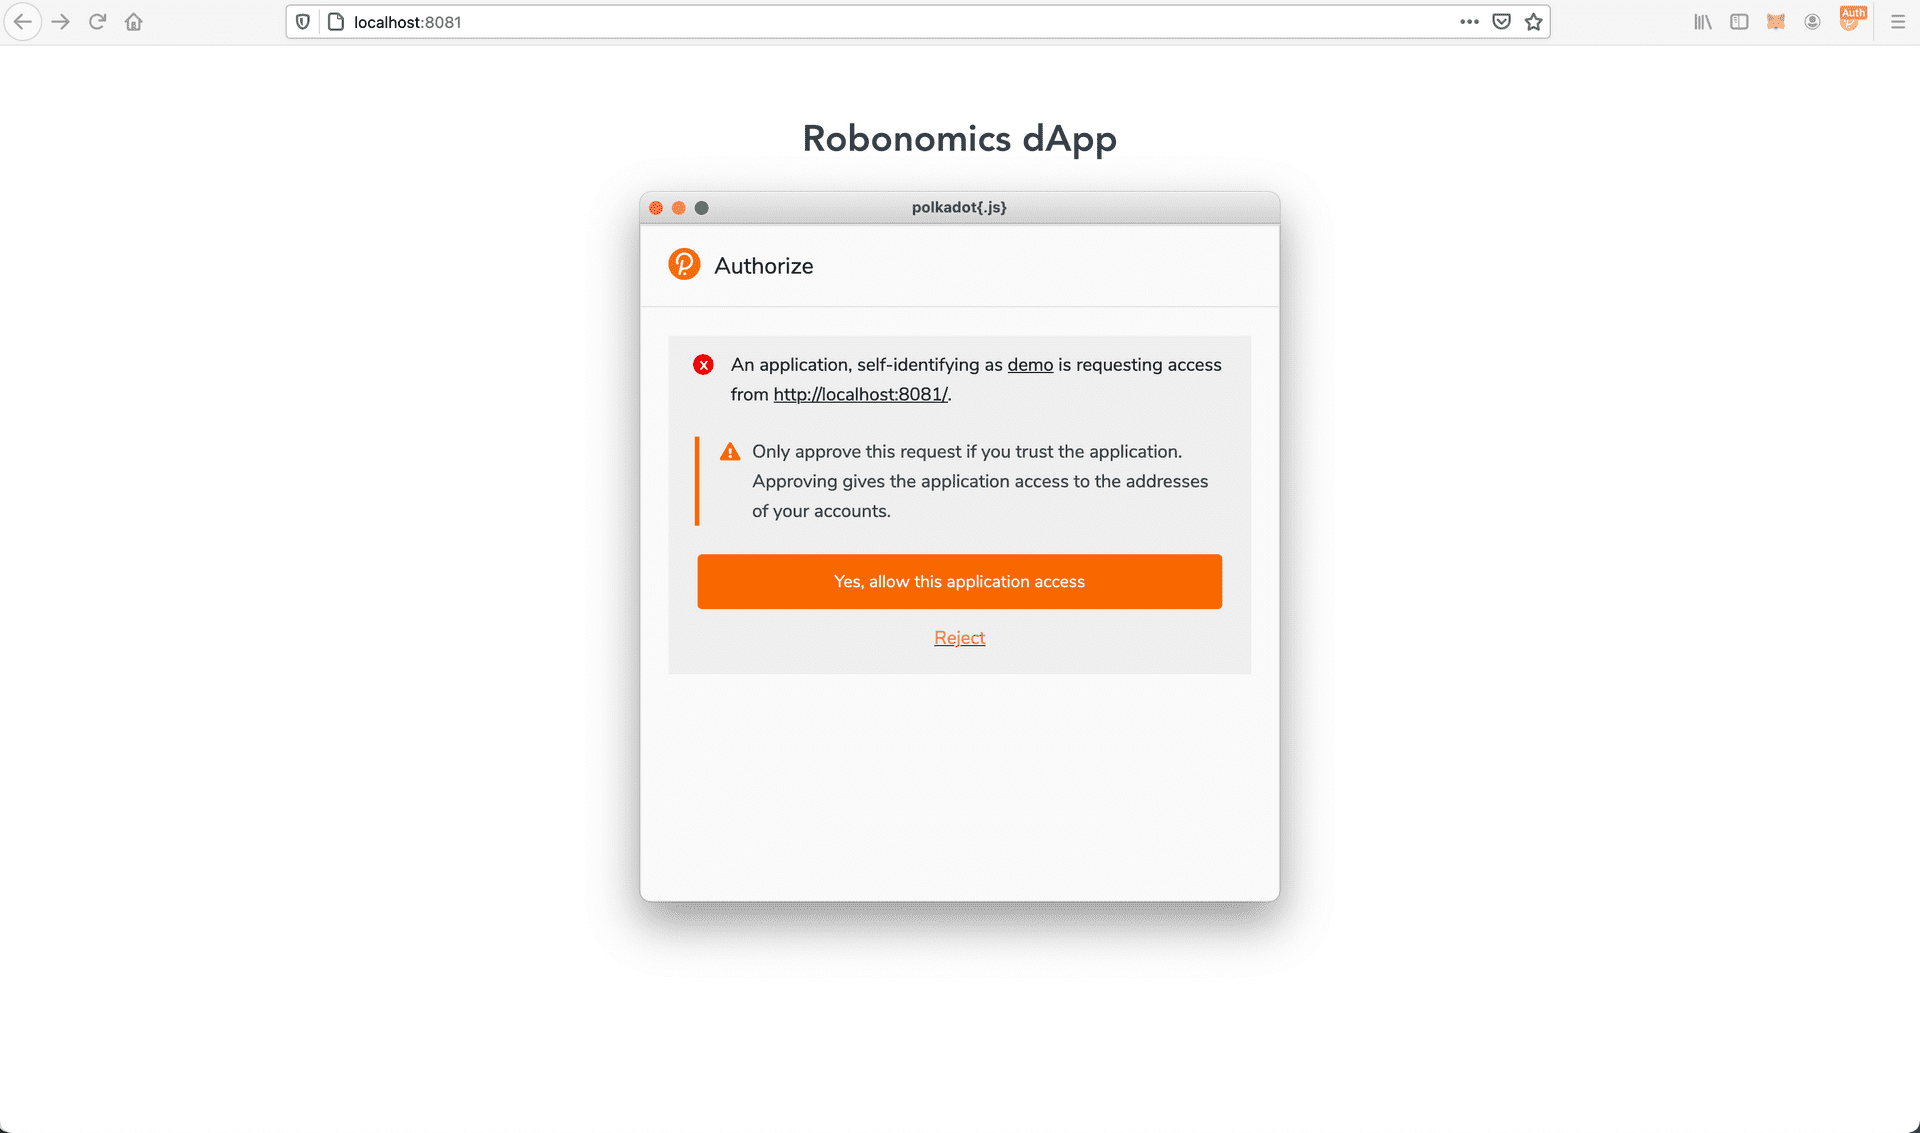 localhost:8081
Auth
Robonomics dApp
polkadot{.js}
Authorize
An application, self-identifying as demo is requesting access
from http://localhost:8081/.
Only approve this request if you trust the application.
Approving gives the application access to the addresses
of your accounts.
Yes, allow this application access
Reject